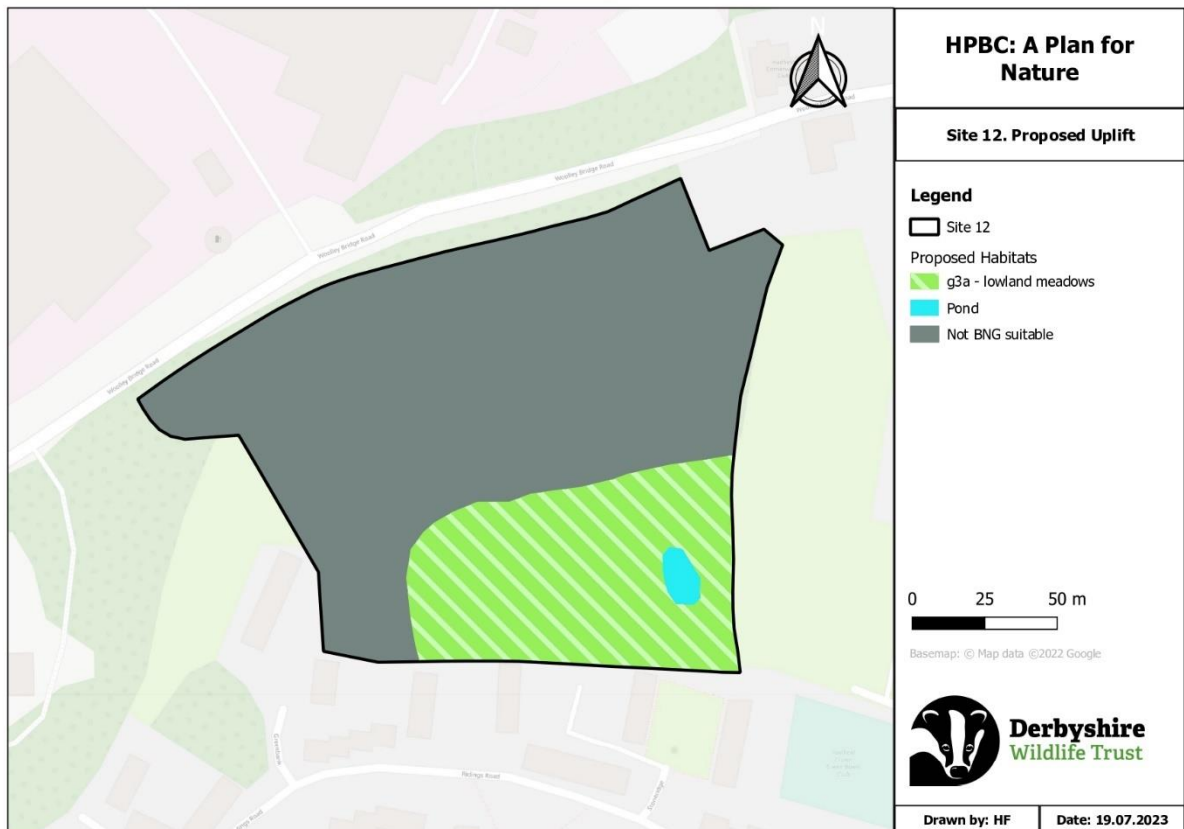 HPBC: A Plan for
Nature
Site 12. Proposed Uplift
Legend
Site 12
Proposed Habitats
g3a - lowland meadows
Pond
Not BNG suitable
0 25 50 m
Basemap: © Map data ©2022 Google
Derbyshire
Wildlife Trust
Drawn by: HF Date: 19.07.2023
N
Woolley Bridge Road
Woolley Bridge Road
Woolley Bridge Road
Road